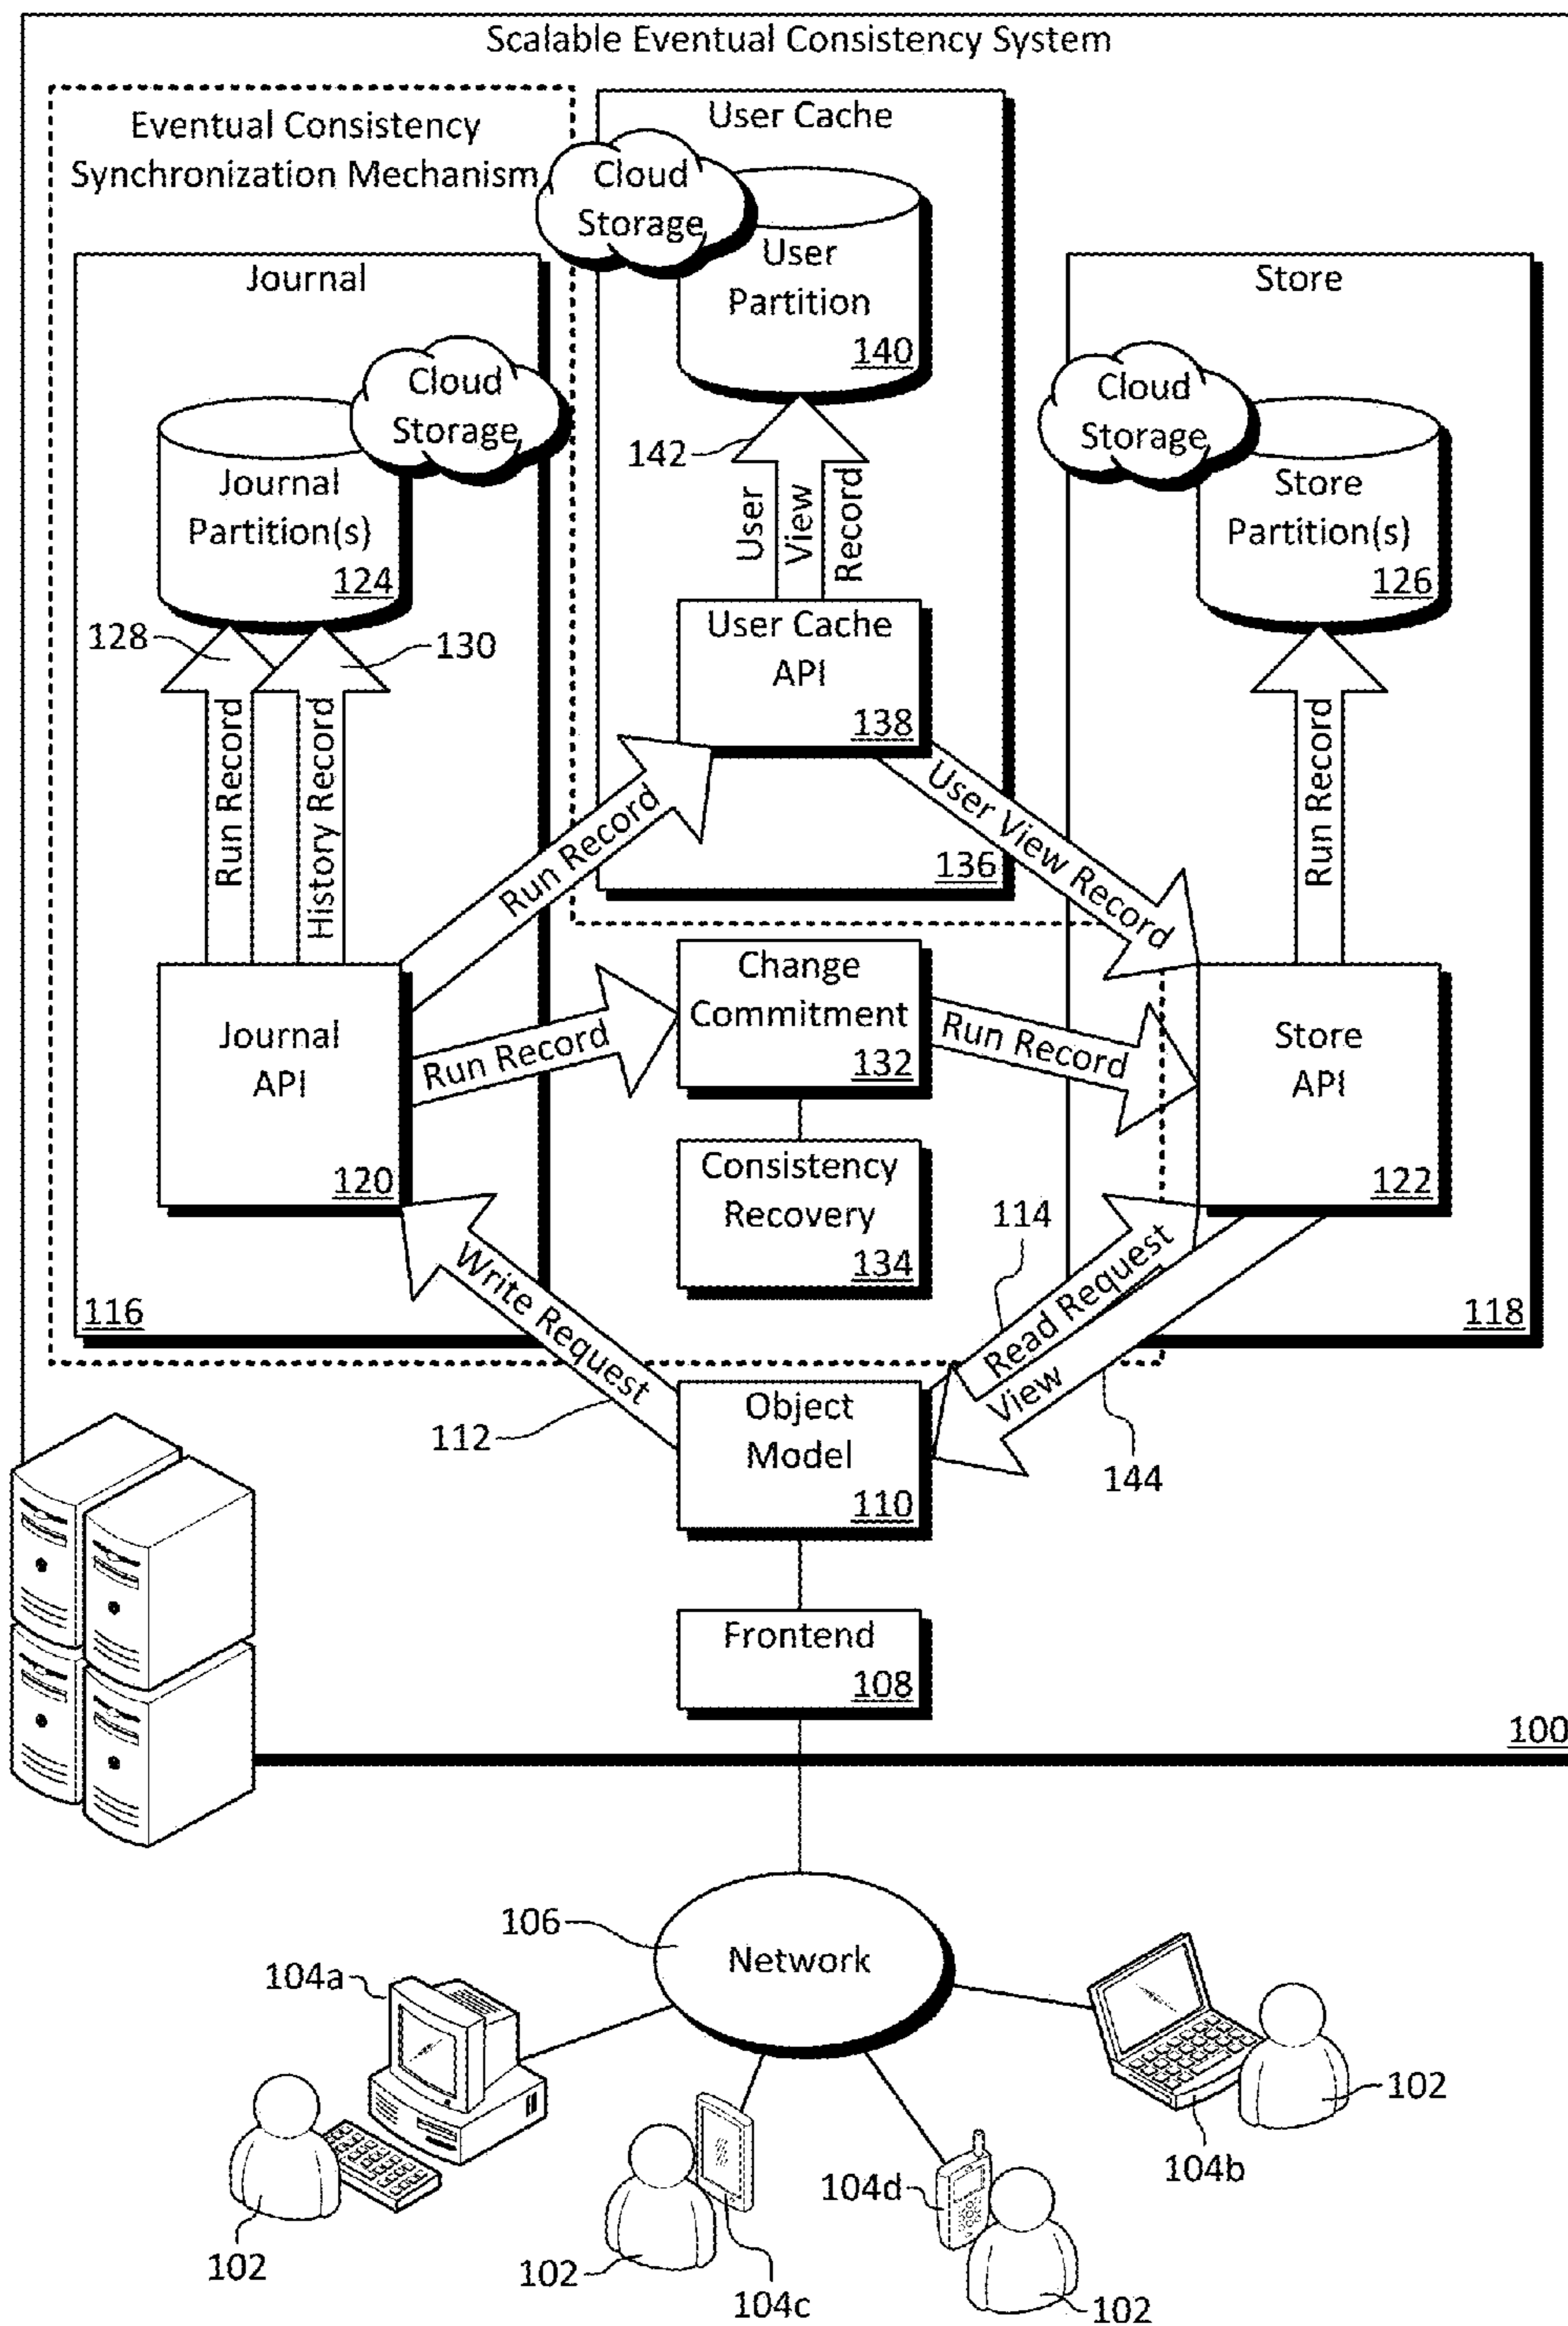 Scalable Eventual Consistency System
Eventual Consistency
Synchronization Mechanism
User Cache
Cloud
Storage
User
Partition
140
142
User
View
Record
User Cache
API
138
136
Journal
Cloud
Storage
Journal
Partition(s)
124
128
130
Run Record
History Record
Journal
API
120
116
Store
Cloud
Storage
Store
Partition(s)
126
Run Record
Store
API
122
118
Run Record
User View Record
Run Record
Change
Commitment
132
Run Record
Consistency
Recovery
134
Write Request
112
114
Read Request
View
144
Object
Model
110
Frontend
108
100
106
Network
104a
102
102
104c
104d
102
104b
102